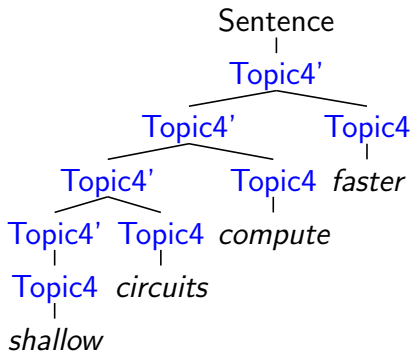 Sentence
Topic4'
Topic4' Topic4
Topic4' Topic4 faster
Topic4' Topic4 compute
Topic4 circuits
shallow